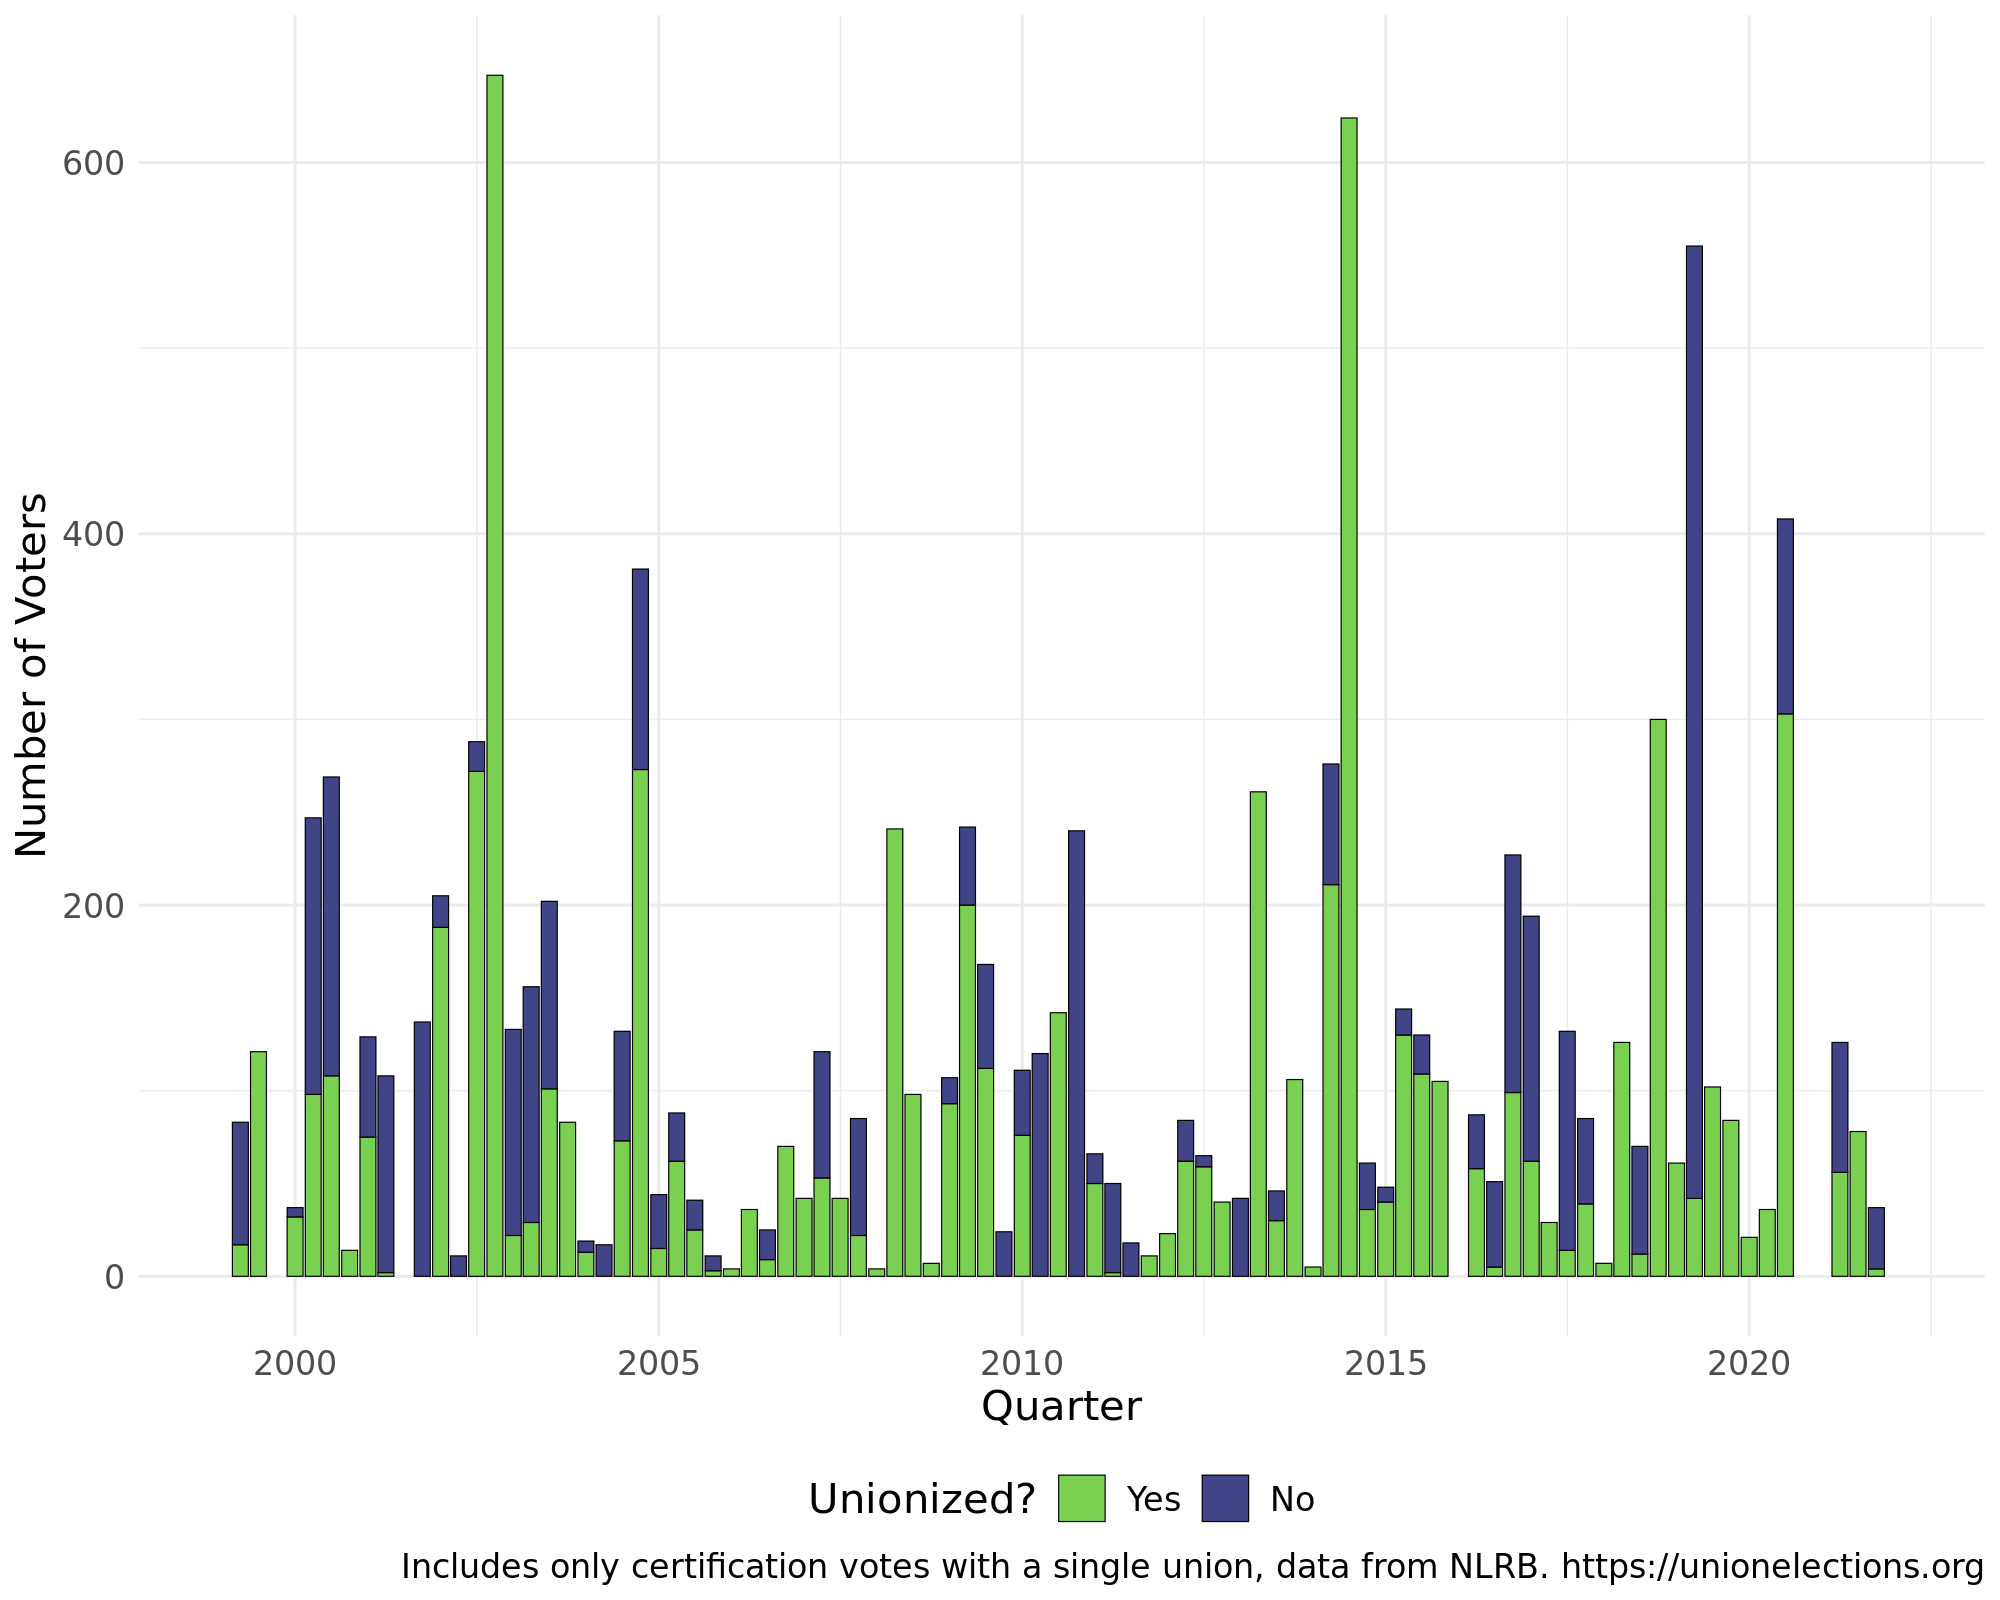 Number of Voters
600
400
200
0
2000 2005 2010 2015 2020
Quarter
Unionized? Yes No
Includes only certification votes with a single union, data from NLRB. https://unionelections.org